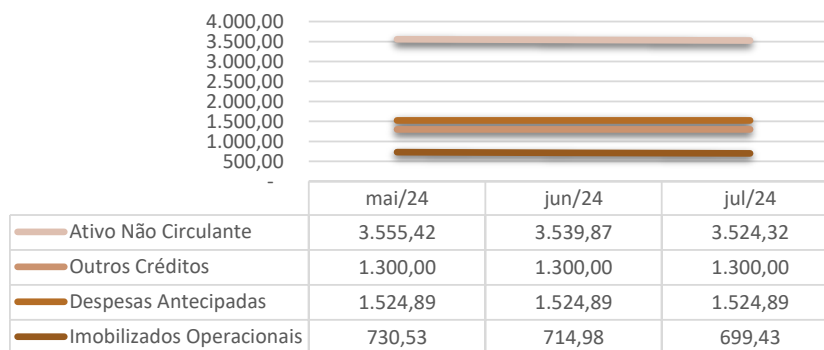 4.000,00
3.500,00
3.000,00
2.500,00
2.000,00
1.500,00
1.000,00
500,00
-
mai/24 jun/24 jul/24
Ativo Não Circulante 3.555,42 3.539,87 3.524,32
Outros Créditos 1.300,00 1.300,00 1.300,00
Despesas Antecipadas 1.524,89 1.524,89 1.524,89
Imobilizados Operacionais 730,53 714,98 699,43